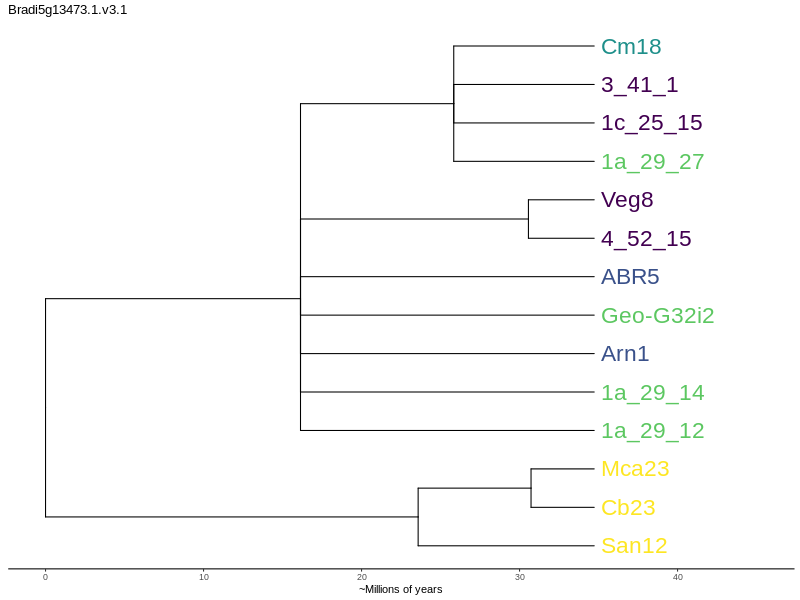 Bradi5g13473.1.v3.1
Cm18
3_41_1
1c_25_15
1a_29_27
Veg8
4_52_15
ABR5
Geo-G32i2
Arn1
1a_29_14
1a_29_12
Mca23
Cb23
San12
0 10 20 30 40
~Millions of years